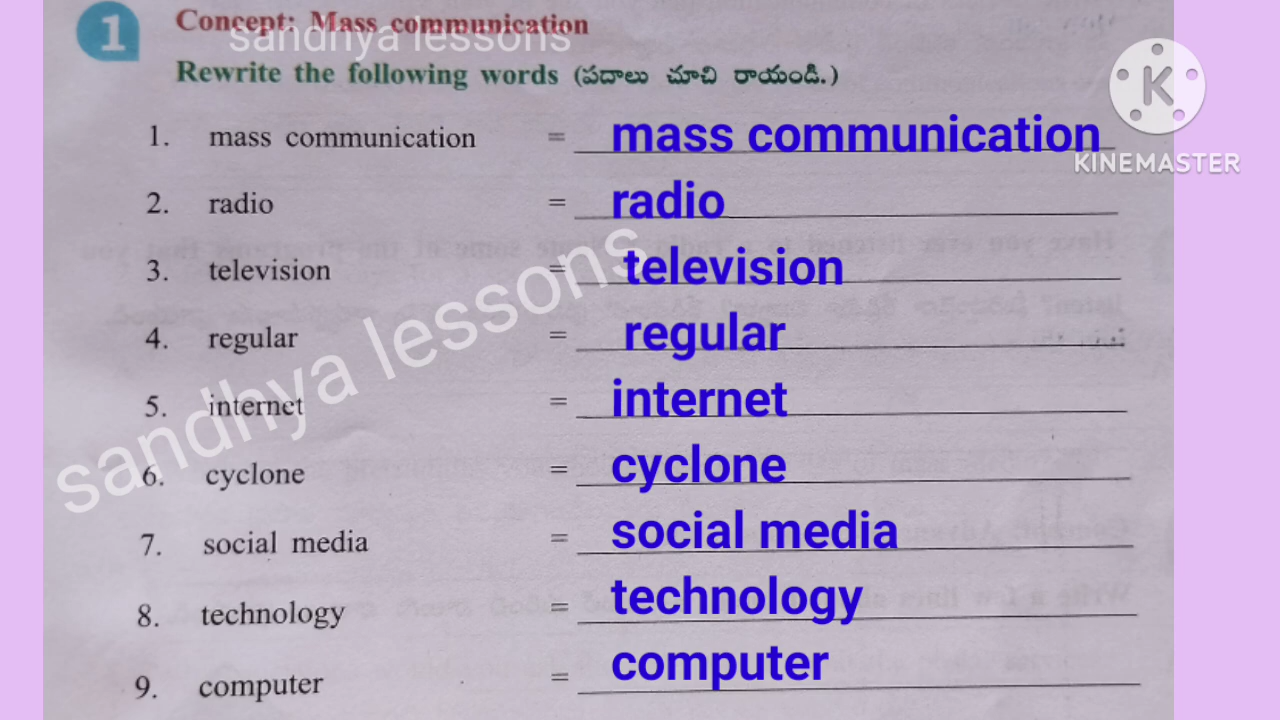 1
Concept: Mass communication
sandhya lessons
Rewrite the following words (పదాలు చూచి రాయండి.)
K
KINEMASTER
1. mass communication = mass communication
2. radio = radio
3. television = television
4. regular = regular
5. internet = internet
6. cyclone = cyclone
7. social media = social media
8. technology = technology
9. computer = computer
sandhya lessons